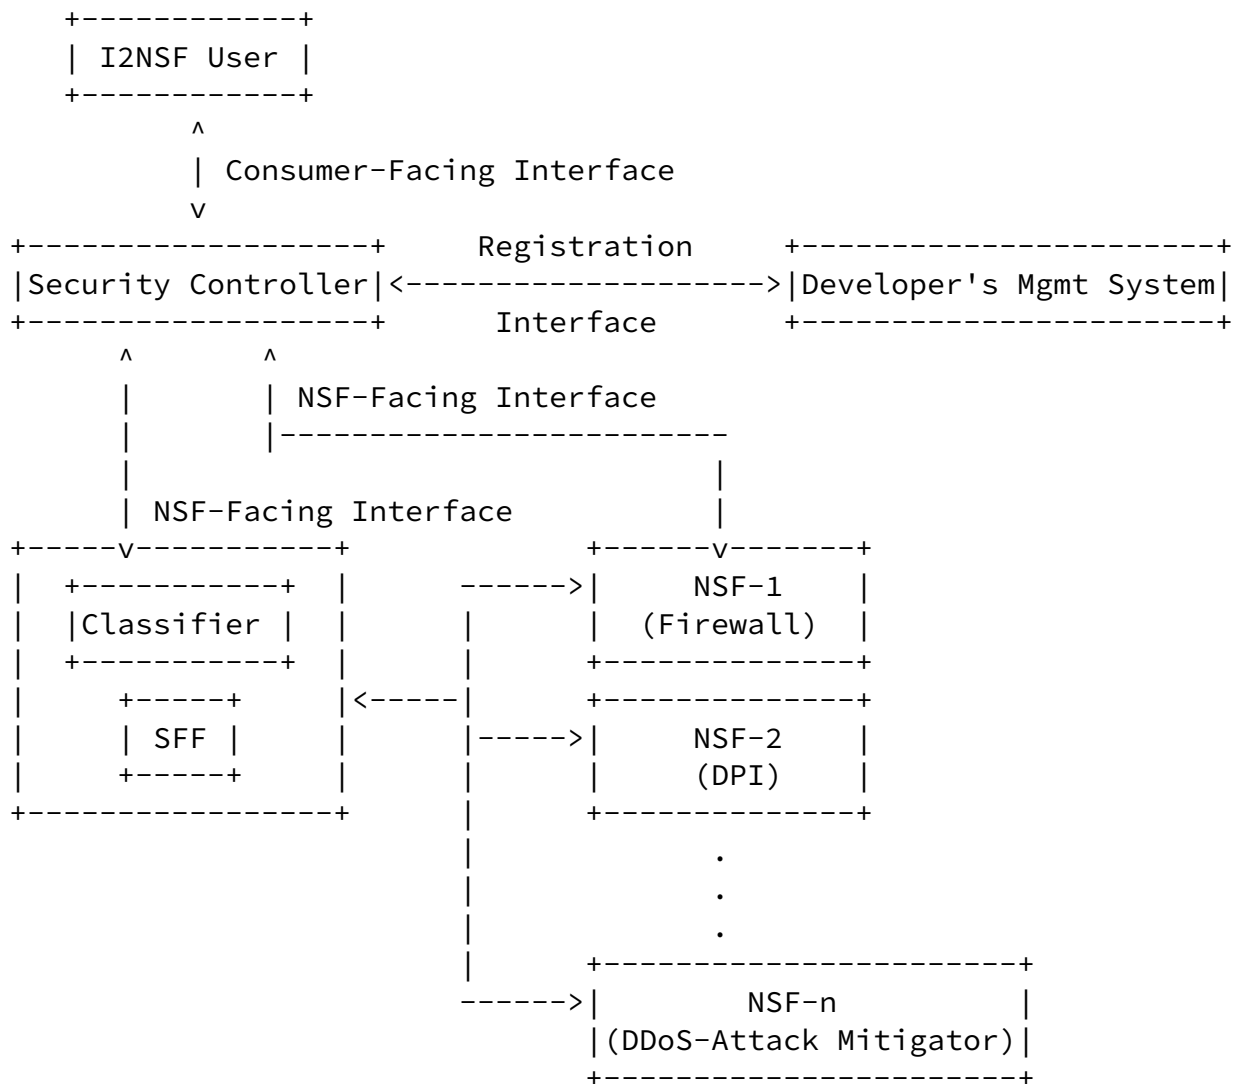 I2NSF User
Consumer-Facing Interface
Registration
Security Controller
Developer's Mgmt System
Interface
NSF-Facing Interface
NSF-Facing Interface
NSF-1
Classifier
(Firewall)
SFF
NSF-2
(DPI)
NSF-n
(DDoS-Attack Mitigator)